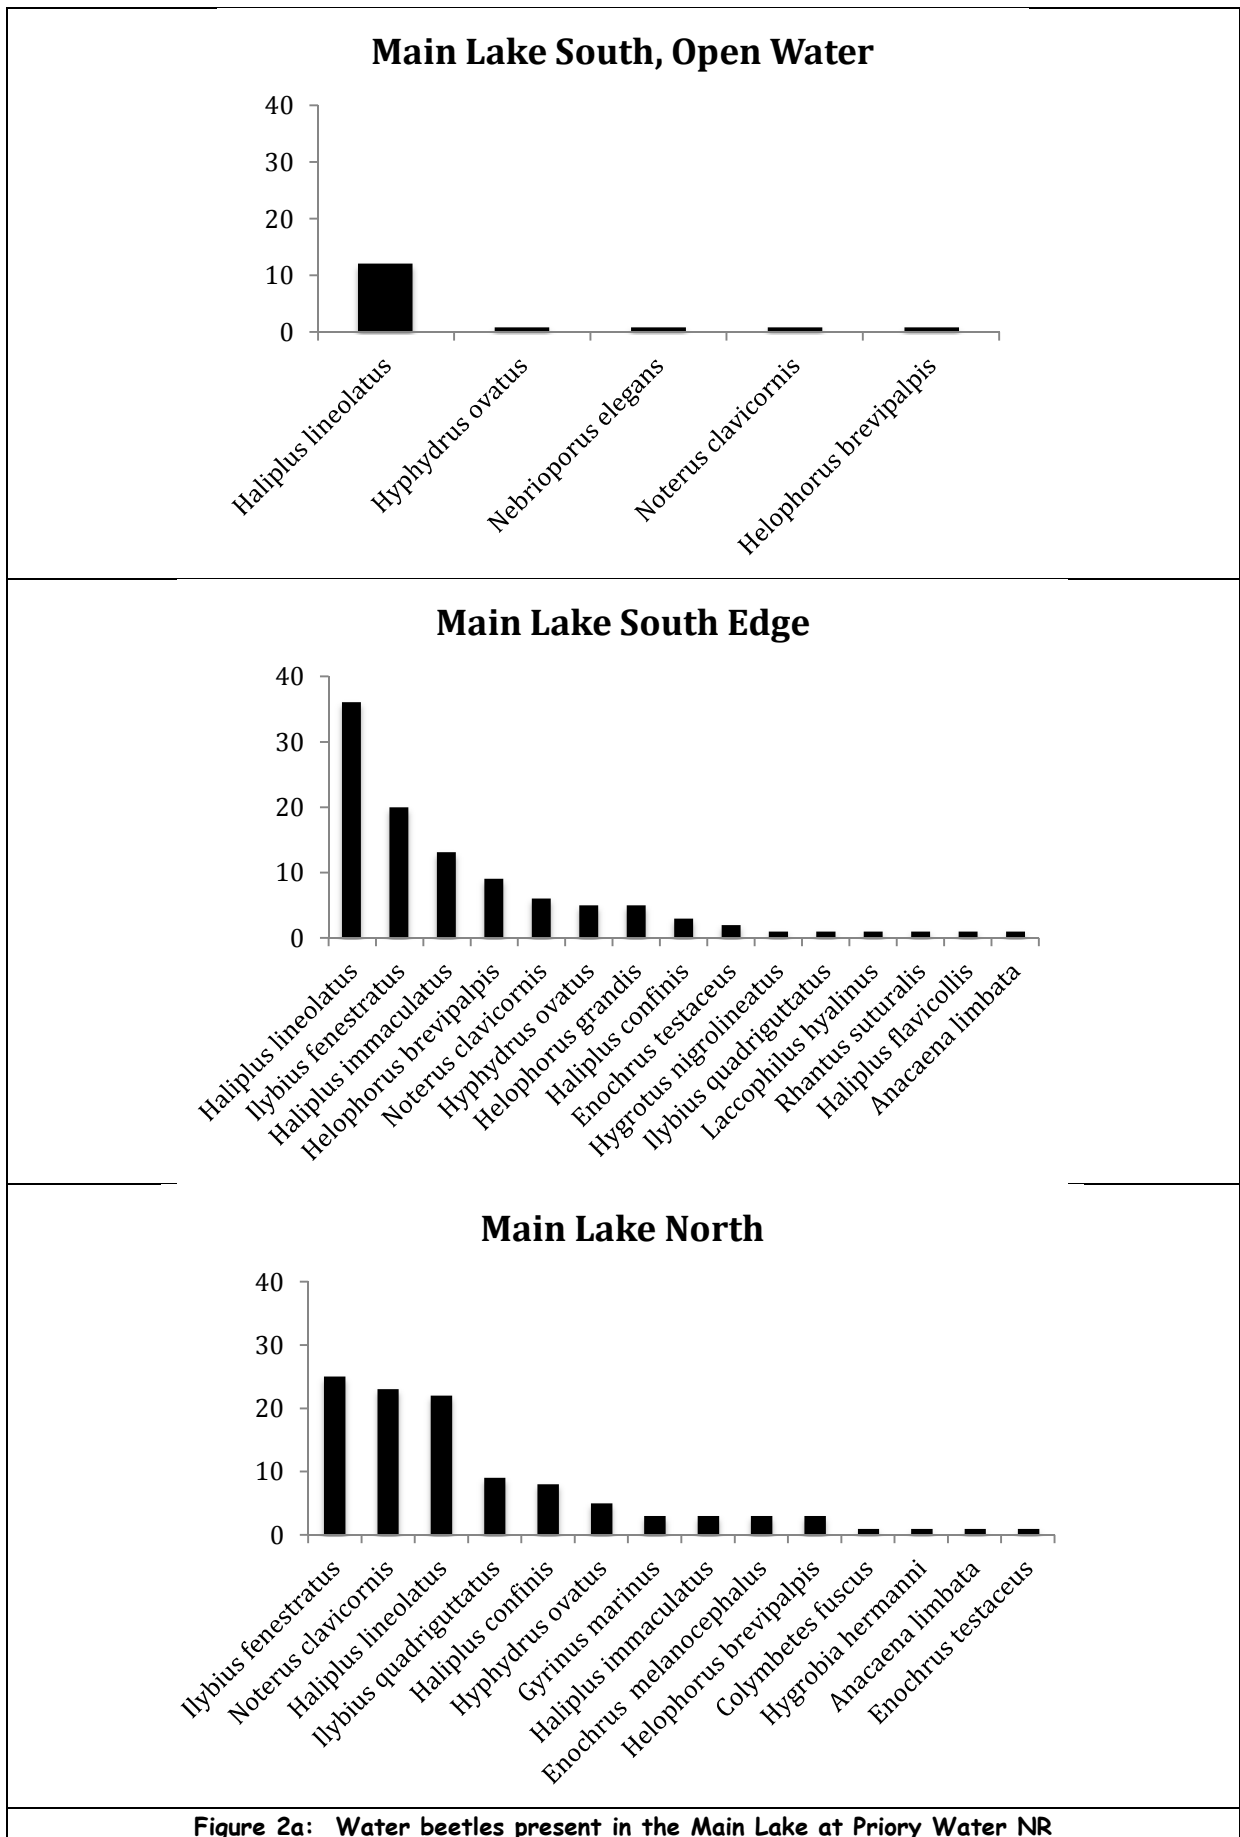 Main Lake South, Open Water
40
30
20
10
0
Haliplus lineolatus
Hyphydrus ovatus
Nebrioporus elegans
Noterus clavicornis
Helophorus brevipalpis
Main Lake South Edge
40
30
20
10
0
Haliplus lineolatus
Ilybius fenestratus
Haliplus immaculatus
Helophorus brevipalpis
Noterus clavicornis
Hyphydrus ovatus
Helophorus grandis
Haliplus confinis
Enochrus testaceus
Hygrotus nigrolineatus
Ilybius quadriguttatus
Laccophilus hyalinus
Rhantus suturalis
Haliplus flavicollis
Anacaena limbata
Main Lake North
40
30
20
10
0
Ilybius fenestratus
Noterus clavicornis
Haliplus lineolatus
Ilybius quadriguttatus
Haliplus confinis
Hyphydrus ovatus
Gyrinus marinus
Haliplus immaculatus
Enochrus melanocephalus
Helophorus brevipalpis
Colymbetes fuscus
Hygrobia hermanni
Anacaena limbata
Enochrus testaceus
Figure 2a: Water beetles present in the Main Lake at Priory Water NR